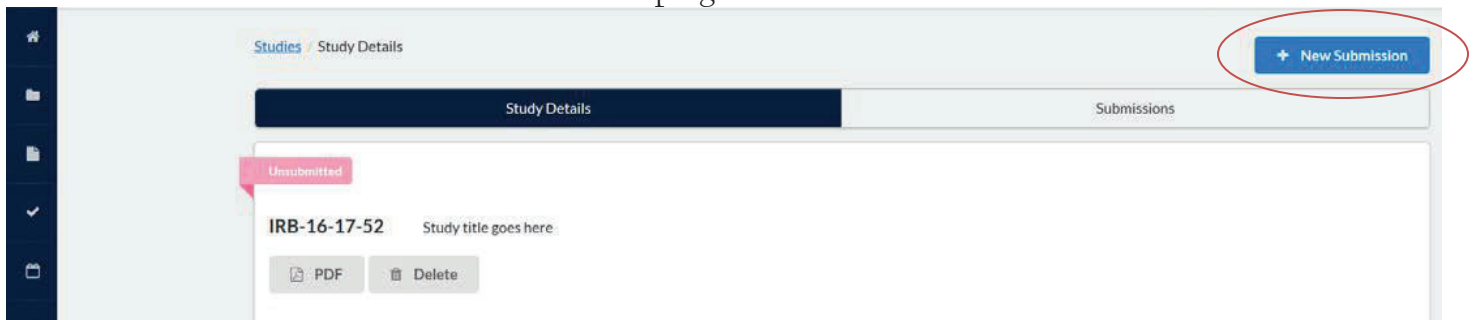 Studies / Study Details
+ New Submission
Study Details
Submissions
Unsubmitted
IRB-16-17-52 Study title goes here
PDF
Delete